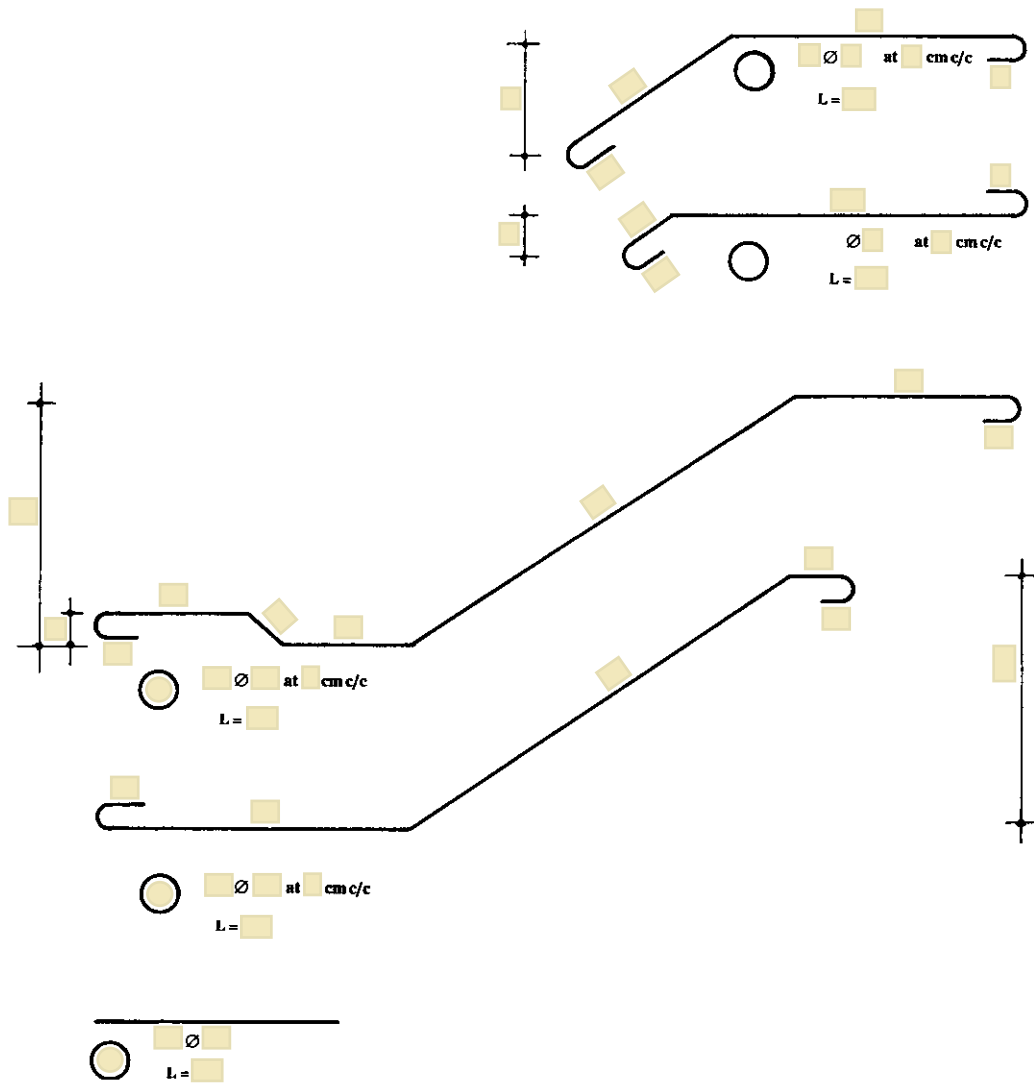 ∅ at cm c/c
L =
∅ at cm c/c
L =
∅ at cm c/c
L =
∅ at cm c/c
L =
∅
L =